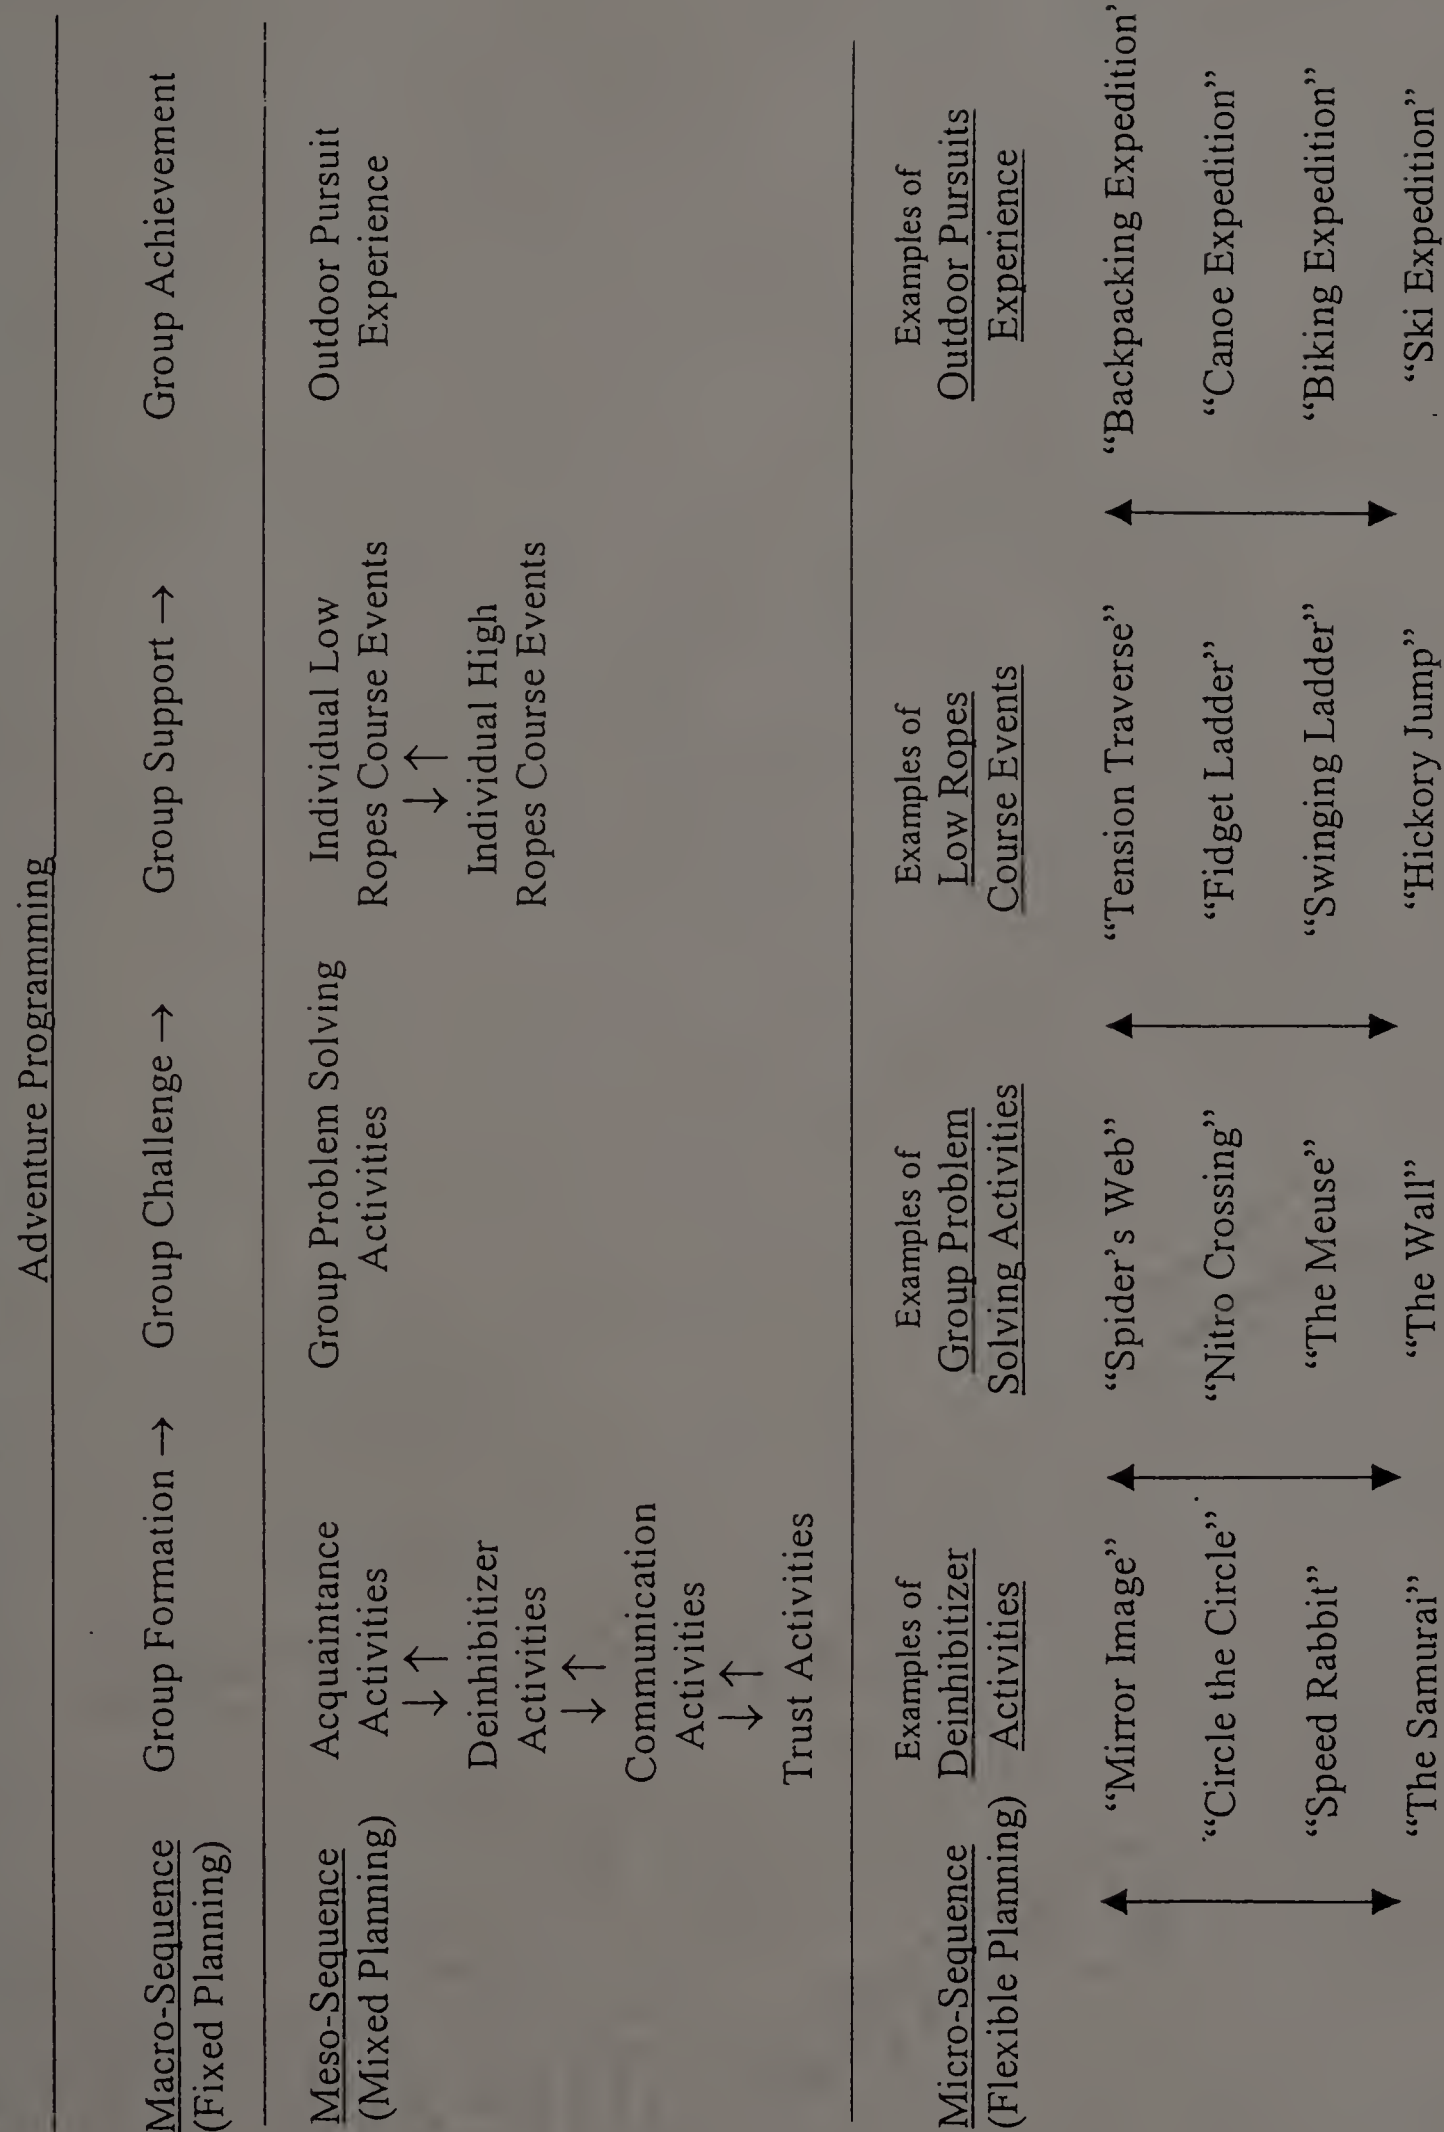 Adventure Programming
Macro-Sequence
(Fixed Planning)
Group Formation →
Group Challenge →
Group Support →
Group Achievement
Meso-Sequence
(Mixed Planning)
Acquaintance
Activities
↓↑
Deinhibitizer
Activities
↓↑
Communication
Activities
↓↑
Trust Activities
Group Problem Solving
Activities
Individual Low
Ropes Course Events
↓↑
Individual High
Ropes Course Events
Outdoor Pursuit
Experience
Micro-Sequence
(Flexible Planning)
Examples of
Deinhibitizer
Activities
“Mirror Image”
“Circle the Circle”
“Speed Rabbit”
“The Samurai”
Examples of
Group Problem
Solving Activities
“Spider’s Web”
“Nitro Crossing”
“The Meuse”
“The Wall”
Examples of
Low Ropes
Course Events
“Tension Traverse”
“Fidget Ladder”
“Swinging Ladder”
“Hickory Jump”
Examples of
Outdoor Pursuits
Experience
“Backpacking Expedition’
“Canoe Expedition”
“Biking Expedition”
“Ski Expedition”